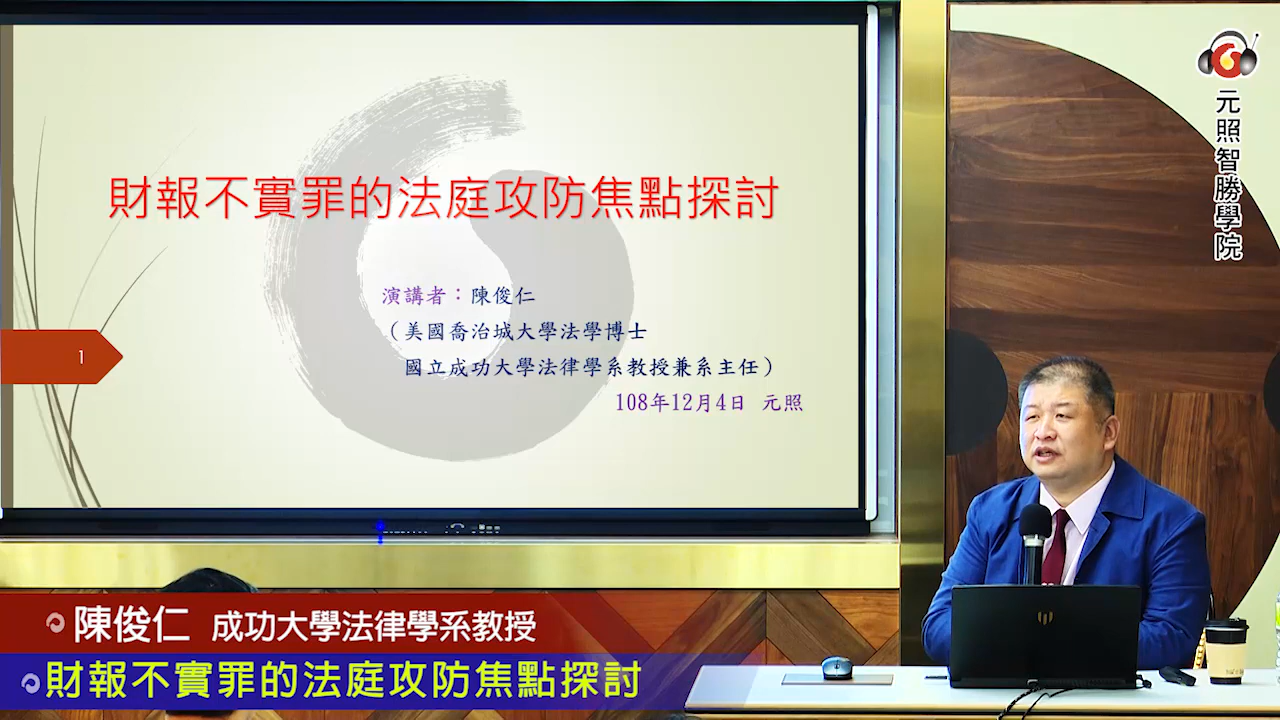 財報不實罪的法庭攻防焦點探討
演講者：陳俊仁
（美國喬治城大學法學博士
國立成功大學法律學系教授兼系主任）
108年12月4日 元照
1
元照智勝學院
陳俊仁 成功大學法律學系教授
財報不實罪的法庭攻防焦點探討